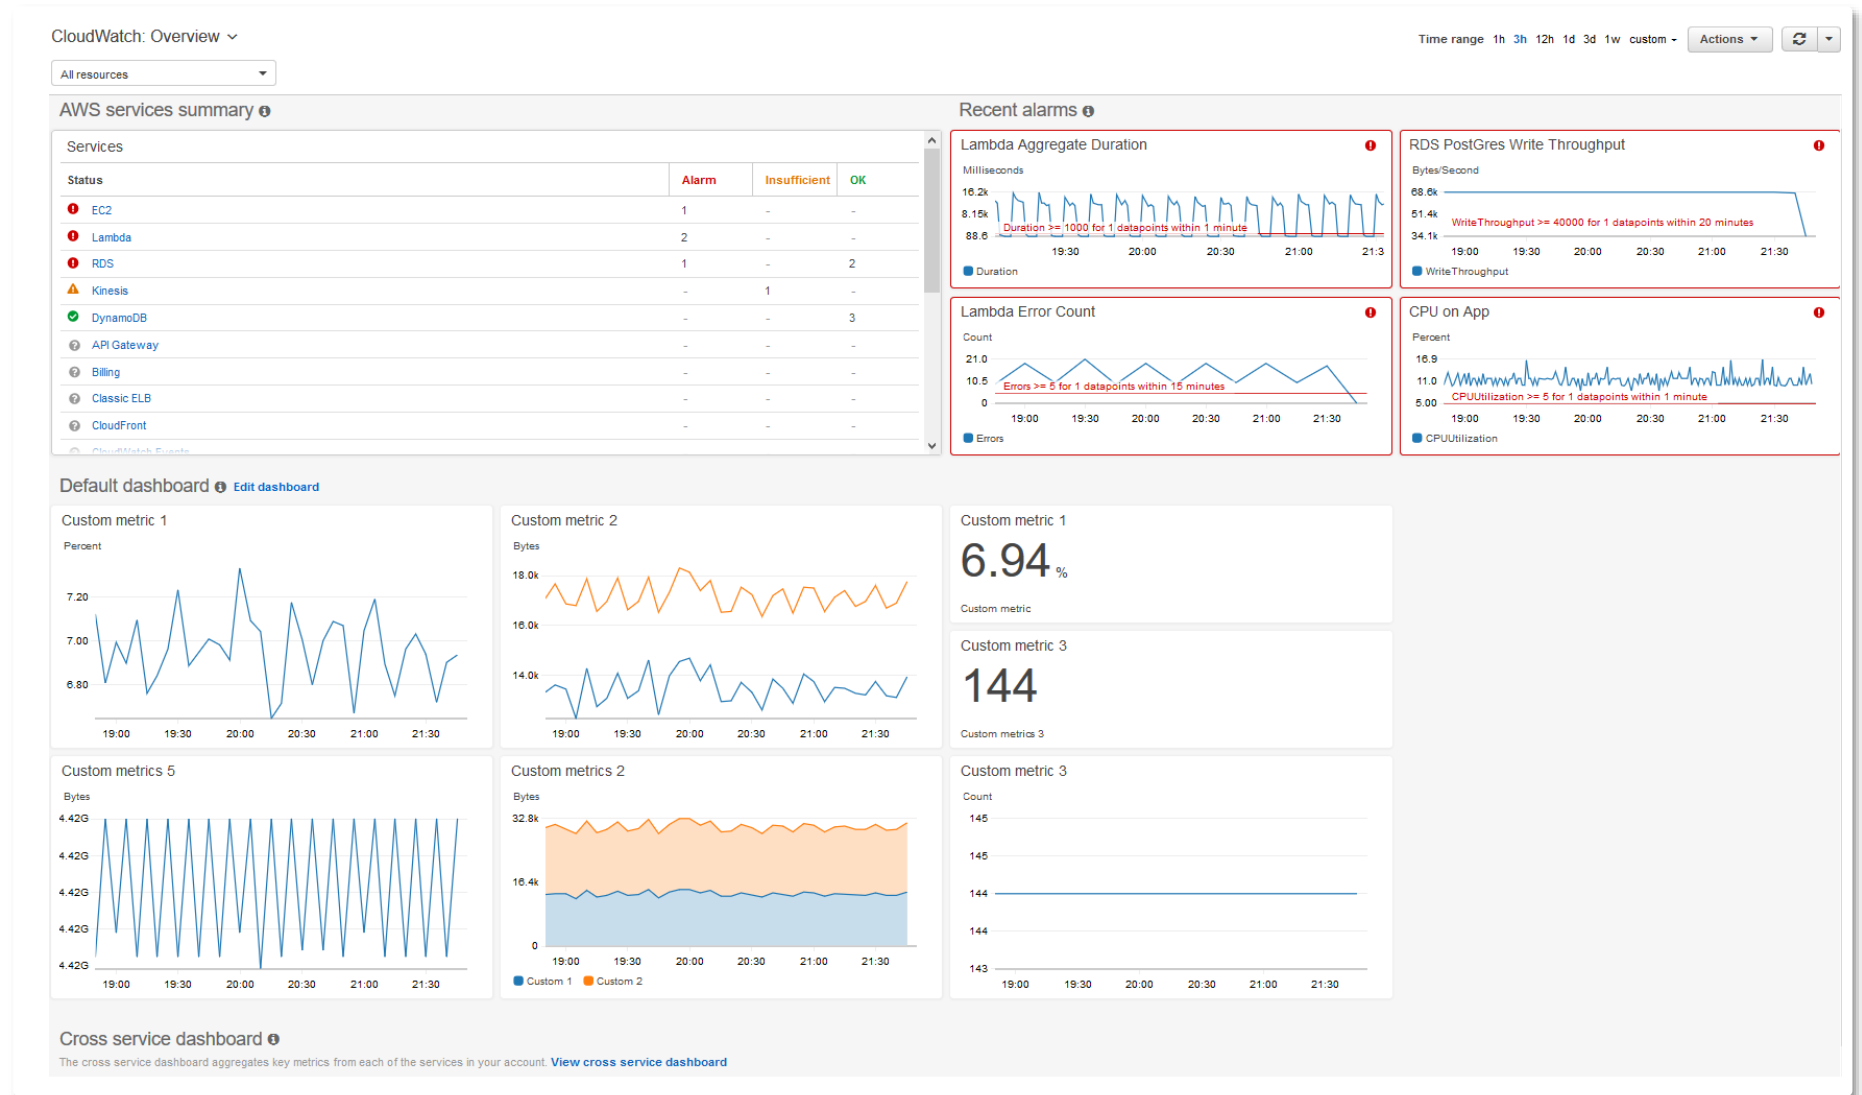 CloudWatch: Overview
Time range 1h 3h 12h 1d 3d 1w custom Actions
All resources
AWS services summary
Services
Status Alarm Insufficient OK
EC2 1 - -
Lambda 2 - -
RDS 1 - 2
Kinesis - 1 -
DynamoDB - - 3
API Gateway - - -
Billing - - -
Classic ELB - - -
CloudFront - - -
CloudWatch Events
Recent alarms
Lambda Aggregate Duration
Milliseconds
16.2k
8.15k
88.6
Duration >= 1000 for 1 datapoints within 1 minute
19:30 20:00 20:30 21:00 21:3
Duration
RDS PostGres Write Throughput
Bytes/Second
68.6k
51.4k
34.1k
WriteThroughput >= 40000 for 1 datapoints within 20 minutes
19:00 19:30 20:00 20:30 21:00 21:30
WriteThroughput
Lambda Error Count
Count
21.0
10.5
0
Errors >= 5 for 1 datapoints within 15 minutes
19:00 19:30 20:00 20:30 21:00 21:30
Errors
CPU on App
Percent
16.9
11.0
5.00
CPUUtilization >= 5 for 1 datapoints within 1 minute
19:00 19:30 20:00 20:30 21:00 21:30
CPUUtilization
Default dashboard Edit dashboard
Custom metric 1
Percent
7.20
7.00
6.80
19:00 19:30 20:00 20:30 21:00 21:30
Custom metric 2
Bytes
18.0k
16.0k
14.0k
19:00 19:30 20:00 20:30 21:00 21:30
Custom metric 1
6.94 %
Custom metric
Custom metric 3
144
Custom metrics 3
Custom metrics 5
Bytes
4.42G
4.42G
4.42G
4.42G
4.42G
19:00 19:30 20:00 20:30 21:00 21:30
Custom metrics 2
Bytes
32.8k
16.4k
0
19:00 19:30 20:00 20:30 21:00 21:30
Custom 1 Custom 2
Custom metric 3
Count
145
145
144
144
143
19:00 19:30 20:00 20:30 21:00 21:30
Cross service dashboard
The cross service dashboard aggregates key metrics from each of the services in your account. View cross service dashboard